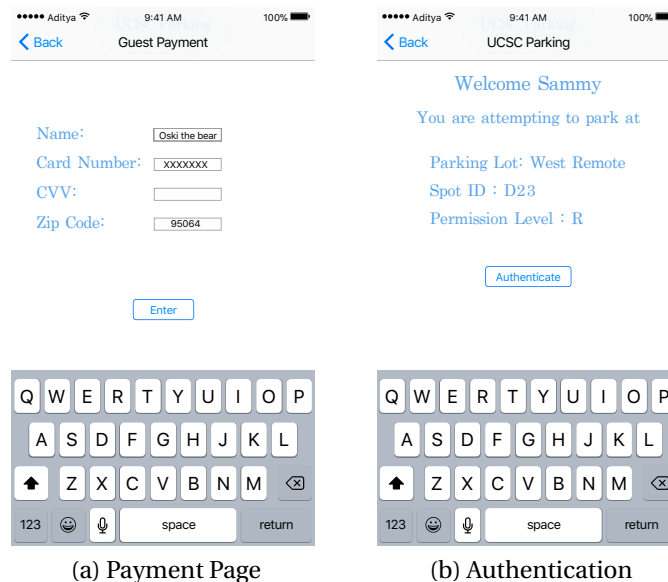 ●●●●● Aditya 9:41 AM 100%
Back Guest Payment
Name: Oski the bear
Card Number: XXXXXXX
CVV:
Zip Code: 95064
Enter
Q W E R T Y U I O P
A S D F G H J K L
Z X C V B N M
123 space return
(a) Payment Page
●●●●● Aditya 9:41 AM 100%
Back UCSC Parking
Welcome Sammy
You are attempting to park at
Parking Lot: West Remote
Spot ID : D23
Permission Level : R
Authenticate
Q W E R T Y U I O P
A S D F G H J K L
Z X C V B N M
123 space return
(b) Authentication